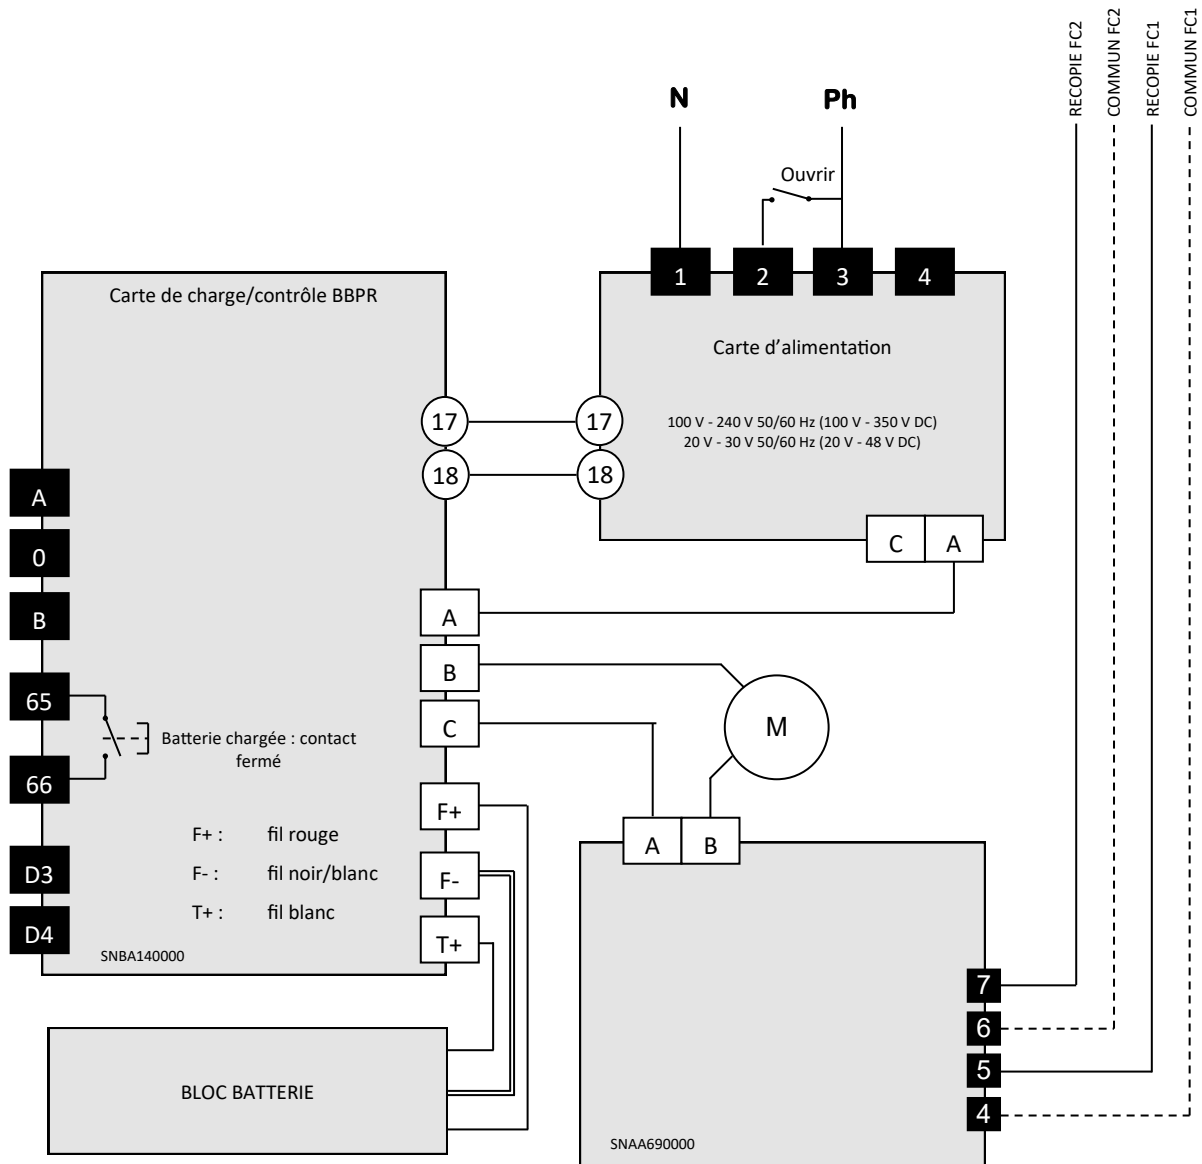 RECOPIE FC2
COMMUN FC2
RECOPIE FC1
COMMUN FC1
N
Ph
Ouvrir
1
2
3
4
Carte de charge/contrôle BBPR
Carte d'alimentation
100 V - 240 V 50/60 Hz (100 V - 350 V DC)
20 V - 30 V 50/60 Hz (20 V - 48 V DC)
17
17
18
18
C
A
A
0
B
A
B
C
M
65
66
Batterie chargée : contact
fermé
F+
F-
T+
A
B
F+ : fil rouge
F- : fil noir/blanc
T+ : fil blanc
D3
D4
SNBA140000
7
6
5
4
BLOC BATTERIE
SNAA690000